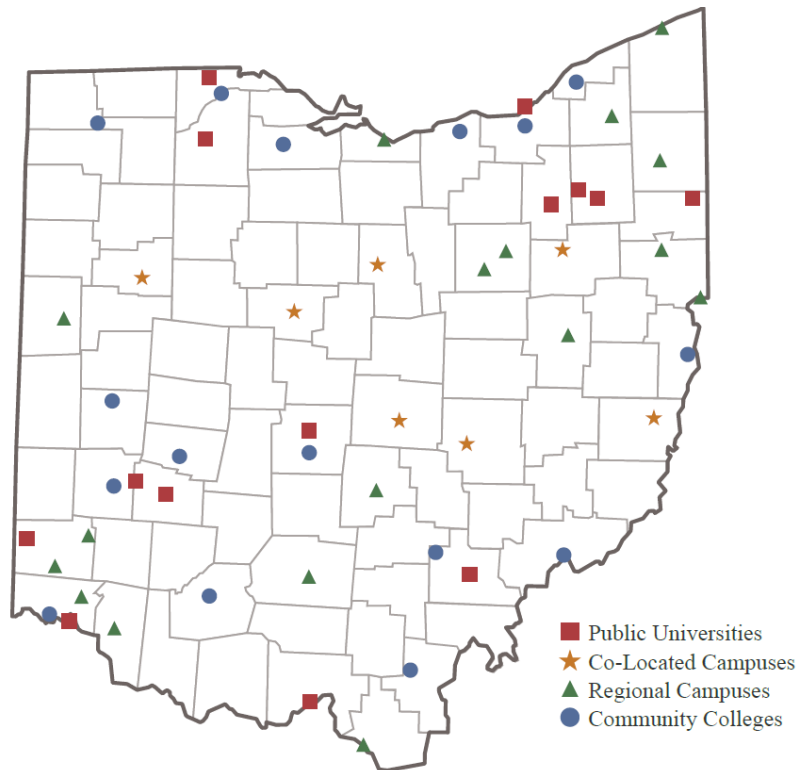 Public Universities
Co-Located Campuses
Regional Campuses
Community Colleges